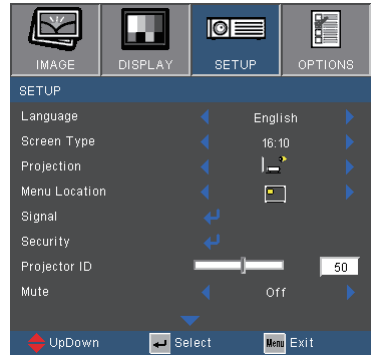 IMAGE DISPLAY SETUP OPTIONS
SETUP
Language English
Screen Type 16:10
Projection
Menu Location
Signal
Security
Projector ID 50
Mute Off
UpDown Select Menu Exit